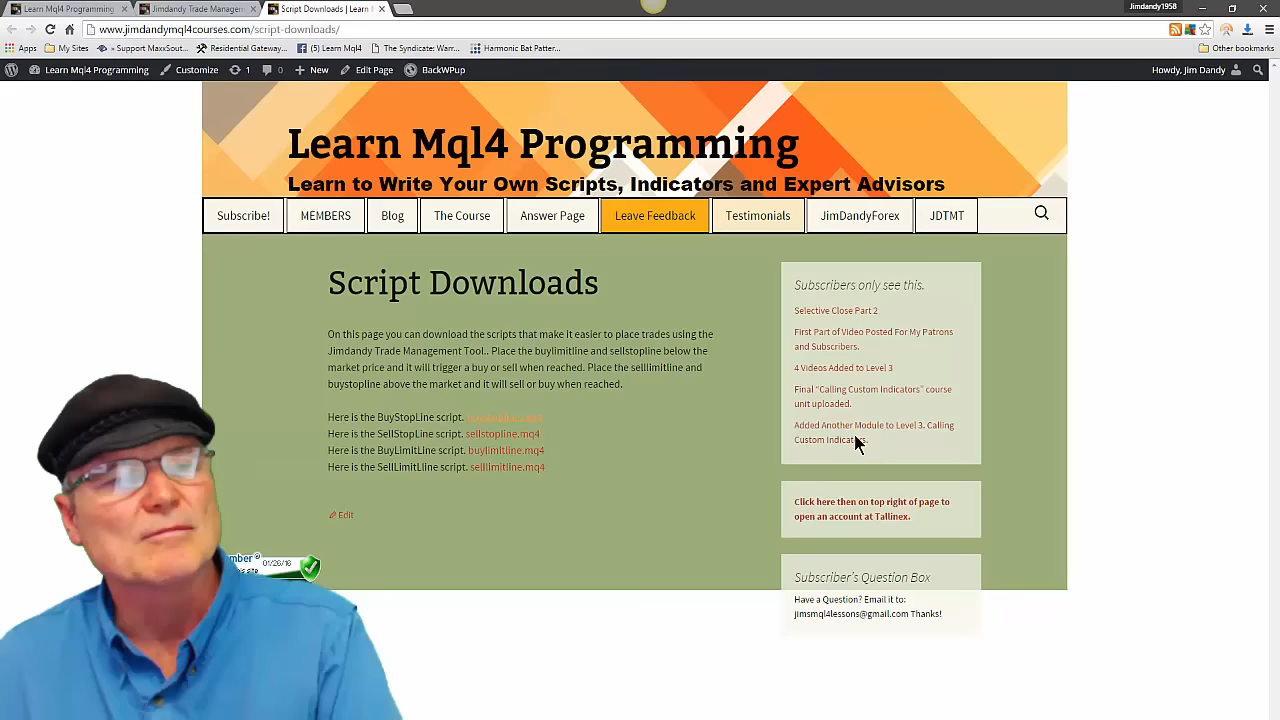 Learn Mql4 Programming
Jimdandy Trade Managem
Script Downloads | Learn
Jimdandy1958
www.jimdandymql4courses.com/script-downloads/
Apps
My Sites
» Support MaxxSout...
Residential Gateway...
(5) Learn Mql4
The Syndicate: Warr...
Harmonic Bat Patter...
Other bookmarks
Learn Mql4 Programming
Customize
1
0
New
Edit Page
BackWPup
Howdy, Jim Dandy
Learn Mql4 Programming
Learn to Write Your Own Scripts, Indicators and Expert Advisors
Subscribe!
MEMBERS
Blog
The Course
Answer Page
Leave Feedback
Testimonials
JimDandyForex
JDTMT
Script Downloads
On this page you can download the scripts that make it easier to place trades using the
Jimdandy Trade Management Tool.. Place the buylimitline and sellstopline below the
market price and it will trigger a buy or sell when reached. Place the selllimitline and
buystopline above the market and it will sell or buy when reached.
Here is the BuyStopLine script.
Here is the SellStopLine script. sellstopline.mq4
Here is the BuyLimitLine script. buylimitline.mq4
Here is the SellLimitLline script. selllimitline.mq4
Edit
Subscribers only see this.
Selective Close Part 2
First Part of Video Posted For My Patrons
and Subscribers.
4 Videos Added to Level 3
Final “Calling Custom Indicators” course
unit uploaded.
Added Another Module to Level 3. Calling
Custom Indicators.
Click here then on top right of page to
open an account at Tallinex.
Subscriber's Question Box
Have a Question? Email it to:
jimsmql4lessons@gmail.com Thanks!
mber
01/26/16
s site